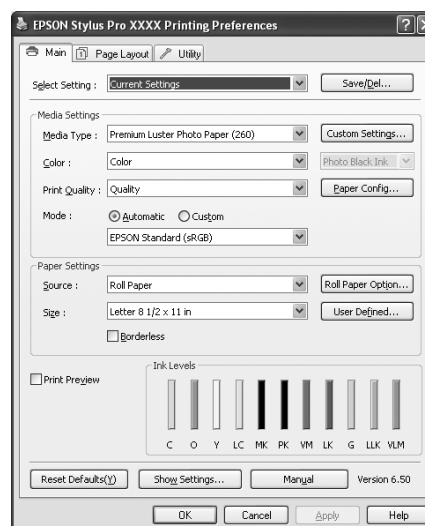 EPSON Stylus Pro XXXX Printing Preferences
Main Page Layout Utility
Select Setting : Current Settings Save/Del...
Media Settings
Media Type : Premium Luster Photo Paper (260) Custom Settings...
Color : Color Photo Black Ink
Print Quality : Quality Paper Config...
Mode : Automatic Custom
EPSON Standard (sRGB)
Paper Settings
Source : Roll Paper Roll Paper Option...
Size : Letter 8 1/2 x 11 in User Defined...
Borderless
Print Preview
Ink Levels
C O Y LC MK PK VM LK G LLK VLM
Reset Defaults(Y) Show Settings... Manual Version 6.50
OK Cancel Apply Help